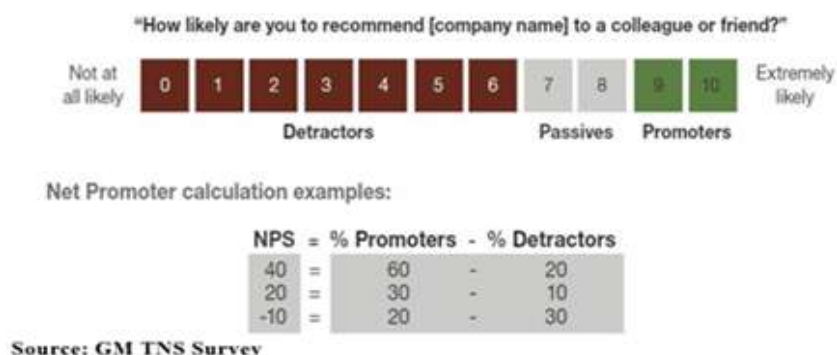 "How likely are you to recommend [company name] to a colleague or friend?"
Not at
all likely
0 1 2 3 4 5 6 7 8 9 10
Extremely
likely
Detractors Passives Promoters
Net Promoter calculation examples:
NPS = % Promoters - % Detractors
40 = 60 - 20
20 = 30 - 10
-10 = 20 - 30
Source: GM TNS Survey